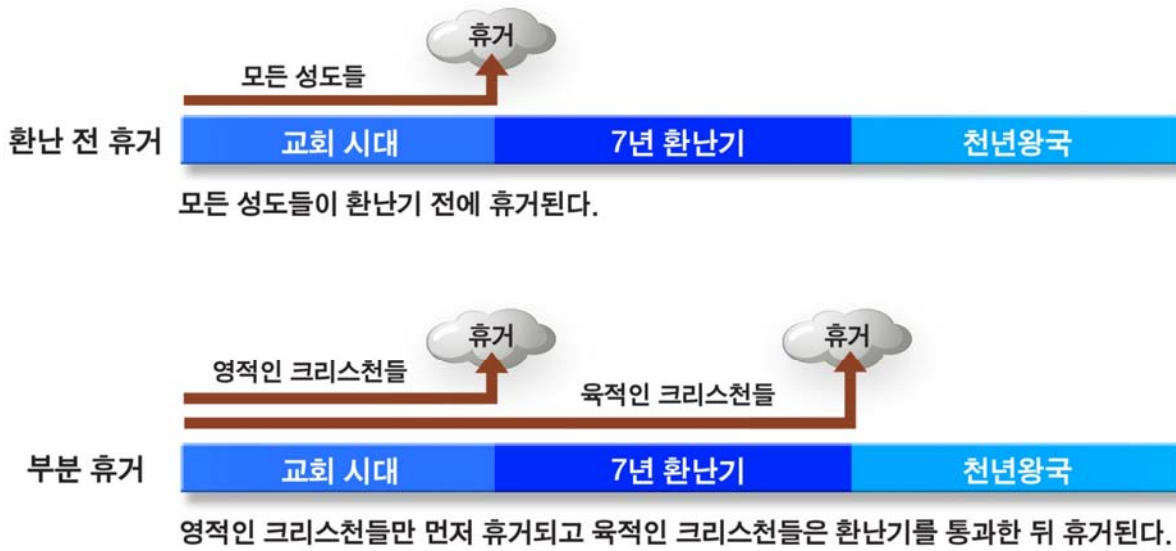 휴거
모든 성도들
환난 전 휴거 교회 시대 7년 환난기 천년왕국
모든 성도들이 환난기 전에 휴거된다.
휴거 휴거
영적인 크리스천들 육적인 크리스천들
부분 휴거 교회 시대 7년 환난기 천년왕국
영적인 크리스천들만 먼저 휴거되고 육적인 크리스천들은 환난기를 통과한 뒤 휴거된다.